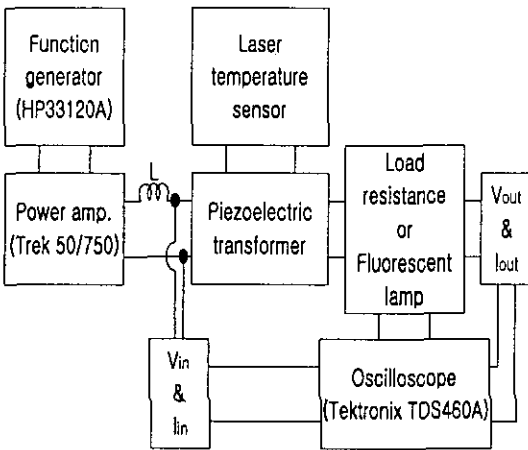 Function
generator
(HP33120A)
Laser
temperature
sensor
L
Power amp.
(Trek 50/750)
Piezoelectric
transformer
Load
resistance
or
Fluorescent
lamp
Vout
&
Iout
Vin
&
Iin
Oscilloscope
(Tektronix TDS460A)